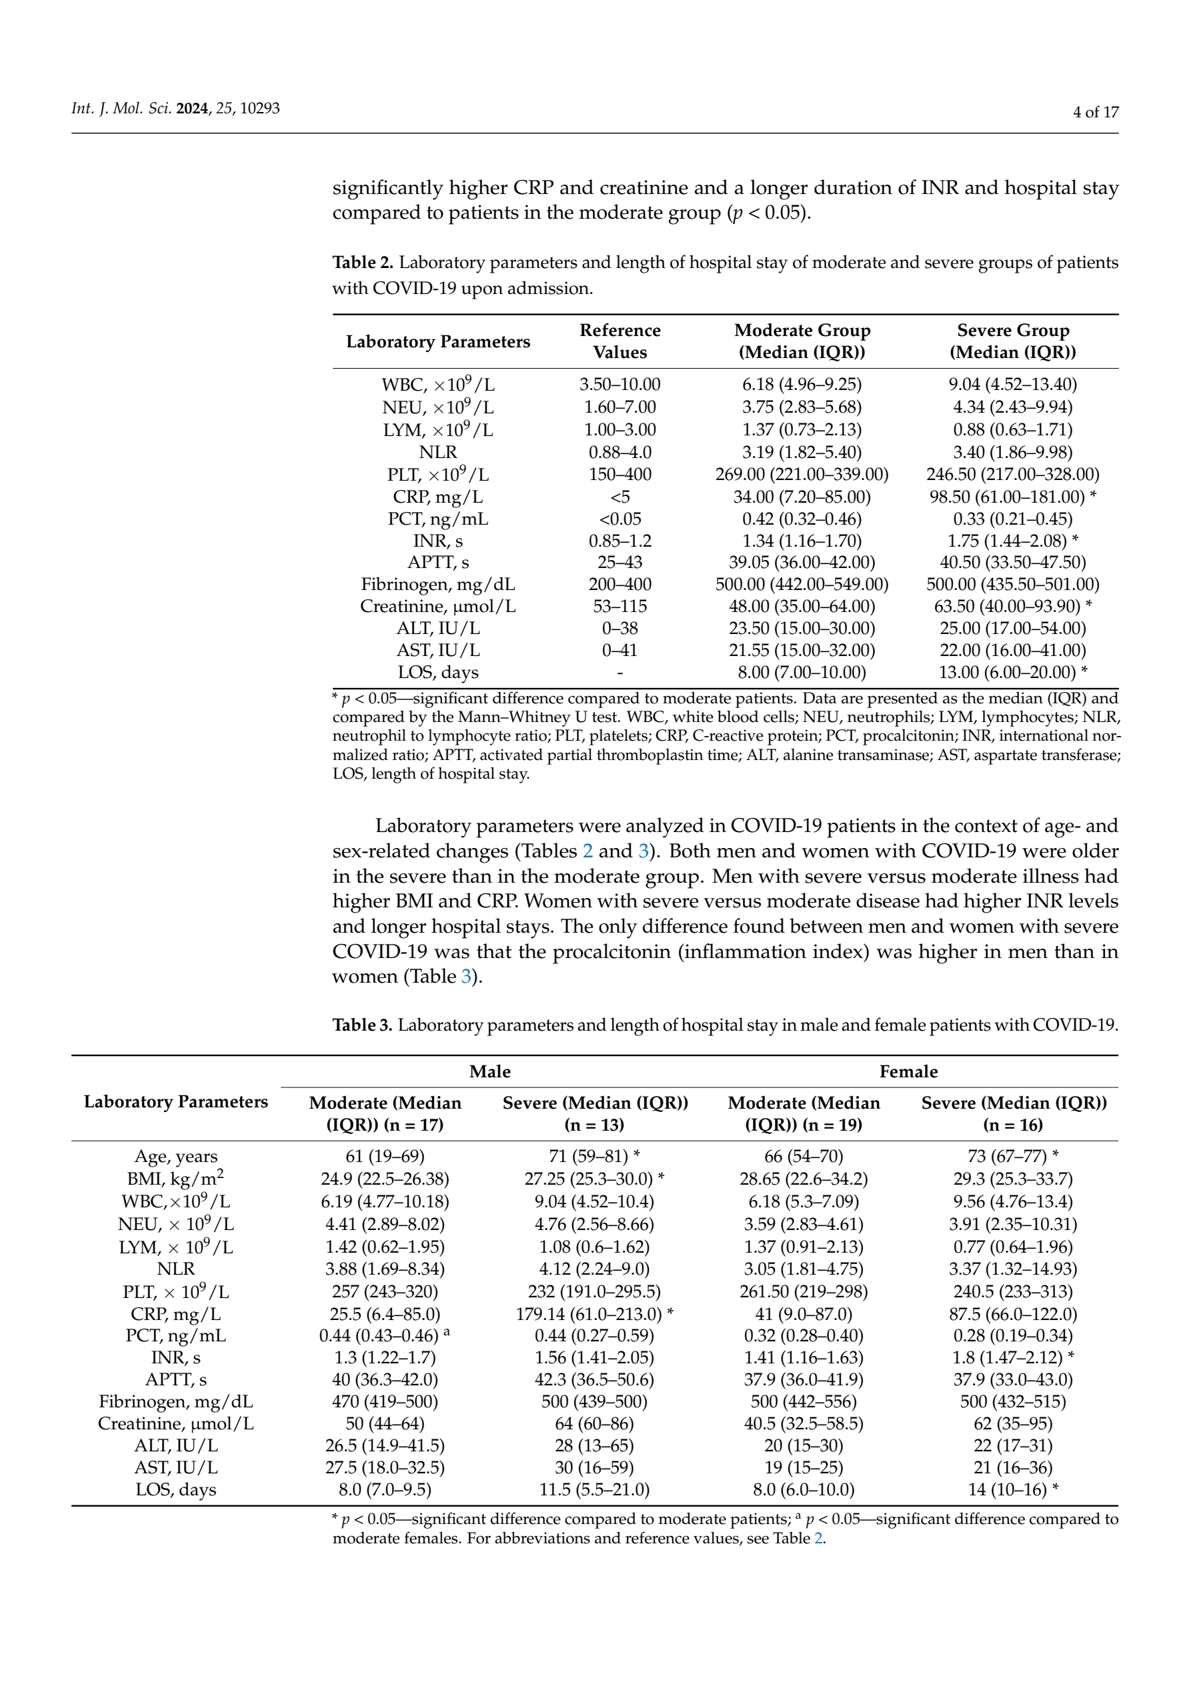 Int. J. Mol. Sci. 2024, 25, 10293
4 of 17
significantly higher CRP and creatinine and a longer duration of INR and hospital stay
compared to patients in the moderate group (p < 0.05).
Table 2. Laboratory parameters and length of hospital stay of moderate and severe groups of patients
with COVID-19 upon admission.
Laboratory Parameters Reference Values Moderate Group (Median (IQR)) Severe Group (Median (IQR))
WBC, ×10⁹/L 3.50–10.00 6.18 (4.96–9.25) 9.04 (4.52–13.40)
NEU, ×10⁹/L 1.60–7.00 3.75 (2.83–5.68) 4.34 (2.43–9.94)
LYM, ×10⁹/L 1.00–3.00 1.37 (0.73–2.13) 0.88 (0.63–1.71)
NLR 0.88–4.0 3.19 (1.82–5.40) 3.40 (1.86–9.98)
PLT, ×10⁹/L 150–400 269.00 (221.00–339.00) 246.50 (217.00–328.00)
CRP, mg/L <5 34.00 (7.20–85.00) 98.50 (61.00–181.00) *
PCT, ng/mL <0.05 0.42 (0.32–0.46) 0.33 (0.21–0.45)
INR, s 0.85–1.2 1.34 (1.16–1.70) 1.75 (1.44–2.08) *
APTT, s 25–43 39.05 (36.00–42.00) 40.50 (33.50–47.50)
Fibrinogen, mg/dL 200–400 500.00 (442.00–549.00) 500.00 (435.50–501.00)
Creatinine, µmol/L 53–115 48.00 (35.00–64.00) 63.50 (40.00–93.90) *
ALT, IU/L 0–38 23.50 (15.00–30.00) 25.00 (17.00–54.00)
AST, IU/L 0–41 21.55 (15.00–32.00) 22.00 (16.00–41.00)
LOS, days - 8.00 (7.00–10.00) 13.00 (6.00–20.00) *
* p < 0.05—significant difference compared to moderate patients. Data are presented as the median (IQR) and
compared by the Mann–Whitney U test. WBC, white blood cells; NEU, neutrophils; LYM, lymphocytes; NLR,
neutrophil to lymphocyte ratio; PLT, platelets; CRP, C-reactive protein; PCT, procalcitonin; INR, international nor-
malized ratio; APTT, activated partial thromboplastin time; ALT, alanine transaminase; AST, aspartate transferase;
LOS, length of hospital stay.
Laboratory parameters were analyzed in COVID-19 patients in the context of age- and
sex-related changes (Tables 2 and 3). Both men and women with COVID-19 were older
in the severe than in the moderate group. Men with severe versus moderate illness had
higher BMI and CRP. Women with severe versus moderate disease had higher INR levels
and longer hospital stays. The only difference found between men and women with severe
COVID-19 was that the procalcitonin (inflammation index) was higher in men than in
women (Table 3).
Table 3. Laboratory parameters and length of hospital stay in male and female patients with COVID-19.
Male Female
Laboratory Parameters Moderate (Median (IQR)) (n = 17) Severe (Median (IQR)) (n = 13) Moderate (Median (IQR)) (n = 19) Severe (Median (IQR)) (n = 16)
Age, years 61 (19–69) 71 (59–81) * 66 (54–70) 73 (67–77) *
BMI, kg/m² 24.9 (22.5–26.38) 27.25 (25.3–30.0) * 28.65 (22.6–34.2) 29.3 (25.3–33.7)
WBC,×10⁹/L 6.19 (4.77–10.18) 9.04 (4.52–10.4) 6.18 (5.3–7.09) 9.56 (4.76–13.4)
NEU, × 10⁹/L 4.41 (2.89–8.02) 4.76 (2.56–8.66) 3.59 (2.83–4.61) 3.91 (2.35–10.31)
LYM, × 10⁹/L 1.42 (0.62–1.95) 1.08 (0.6–1.62) 1.37 (0.91–2.13) 0.77 (0.64–1.96)
NLR 3.88 (1.69–8.34) 4.12 (2.24–9.0) 3.05 (1.81–4.75) 3.37 (1.32–14.93)
PLT, × 10⁹/L 257 (243–320) 232 (191.0–295.5) 261.50 (219–298) 240.5 (233–313)
CRP, mg/L 25.5 (6.4–85.0) 179.14 (61.0–213.0) * 41 (9.0–87.0) 87.5 (66.0–122.0)
PCT, ng/mL 0.44 (0.43–0.46) ᵃ 0.44 (0.27–0.59) 0.32 (0.28–0.40) 0.28 (0.19–0.34)
INR, s 1.3 (1.22–1.7) 1.56 (1.41–2.05) 1.41 (1.16–1.63) 1.8 (1.47–2.12) *
APTT, s 40 (36.3–42.0) 42.3 (36.5–50.6) 37.9 (36.0–41.9) 37.9 (33.0–43.0)
Fibrinogen, mg/dL 470 (419–500) 500 (439–500) 500 (442–556) 500 (432–515)
Creatinine, µmol/L 50 (44–64) 64 (60–86) 40.5 (32.5–58.5) 62 (35–95)
ALT, IU/L 26.5 (14.9–41.5) 28 (13–65) 20 (15–30) 22 (17–31)
AST, IU/L 27.5 (18.0–32.5) 30 (16–59) 19 (15–25) 21 (16–36)
LOS, days 8.0 (7.0–9.5) 11.5 (5.5–21.0) 8.0 (6.0–10.0) 14 (10–16) *
* p < 0.05—significant difference compared to moderate patients; ᵃ p < 0.05—significant difference compared to
moderate females. For abbreviations and reference values, see Table 2.